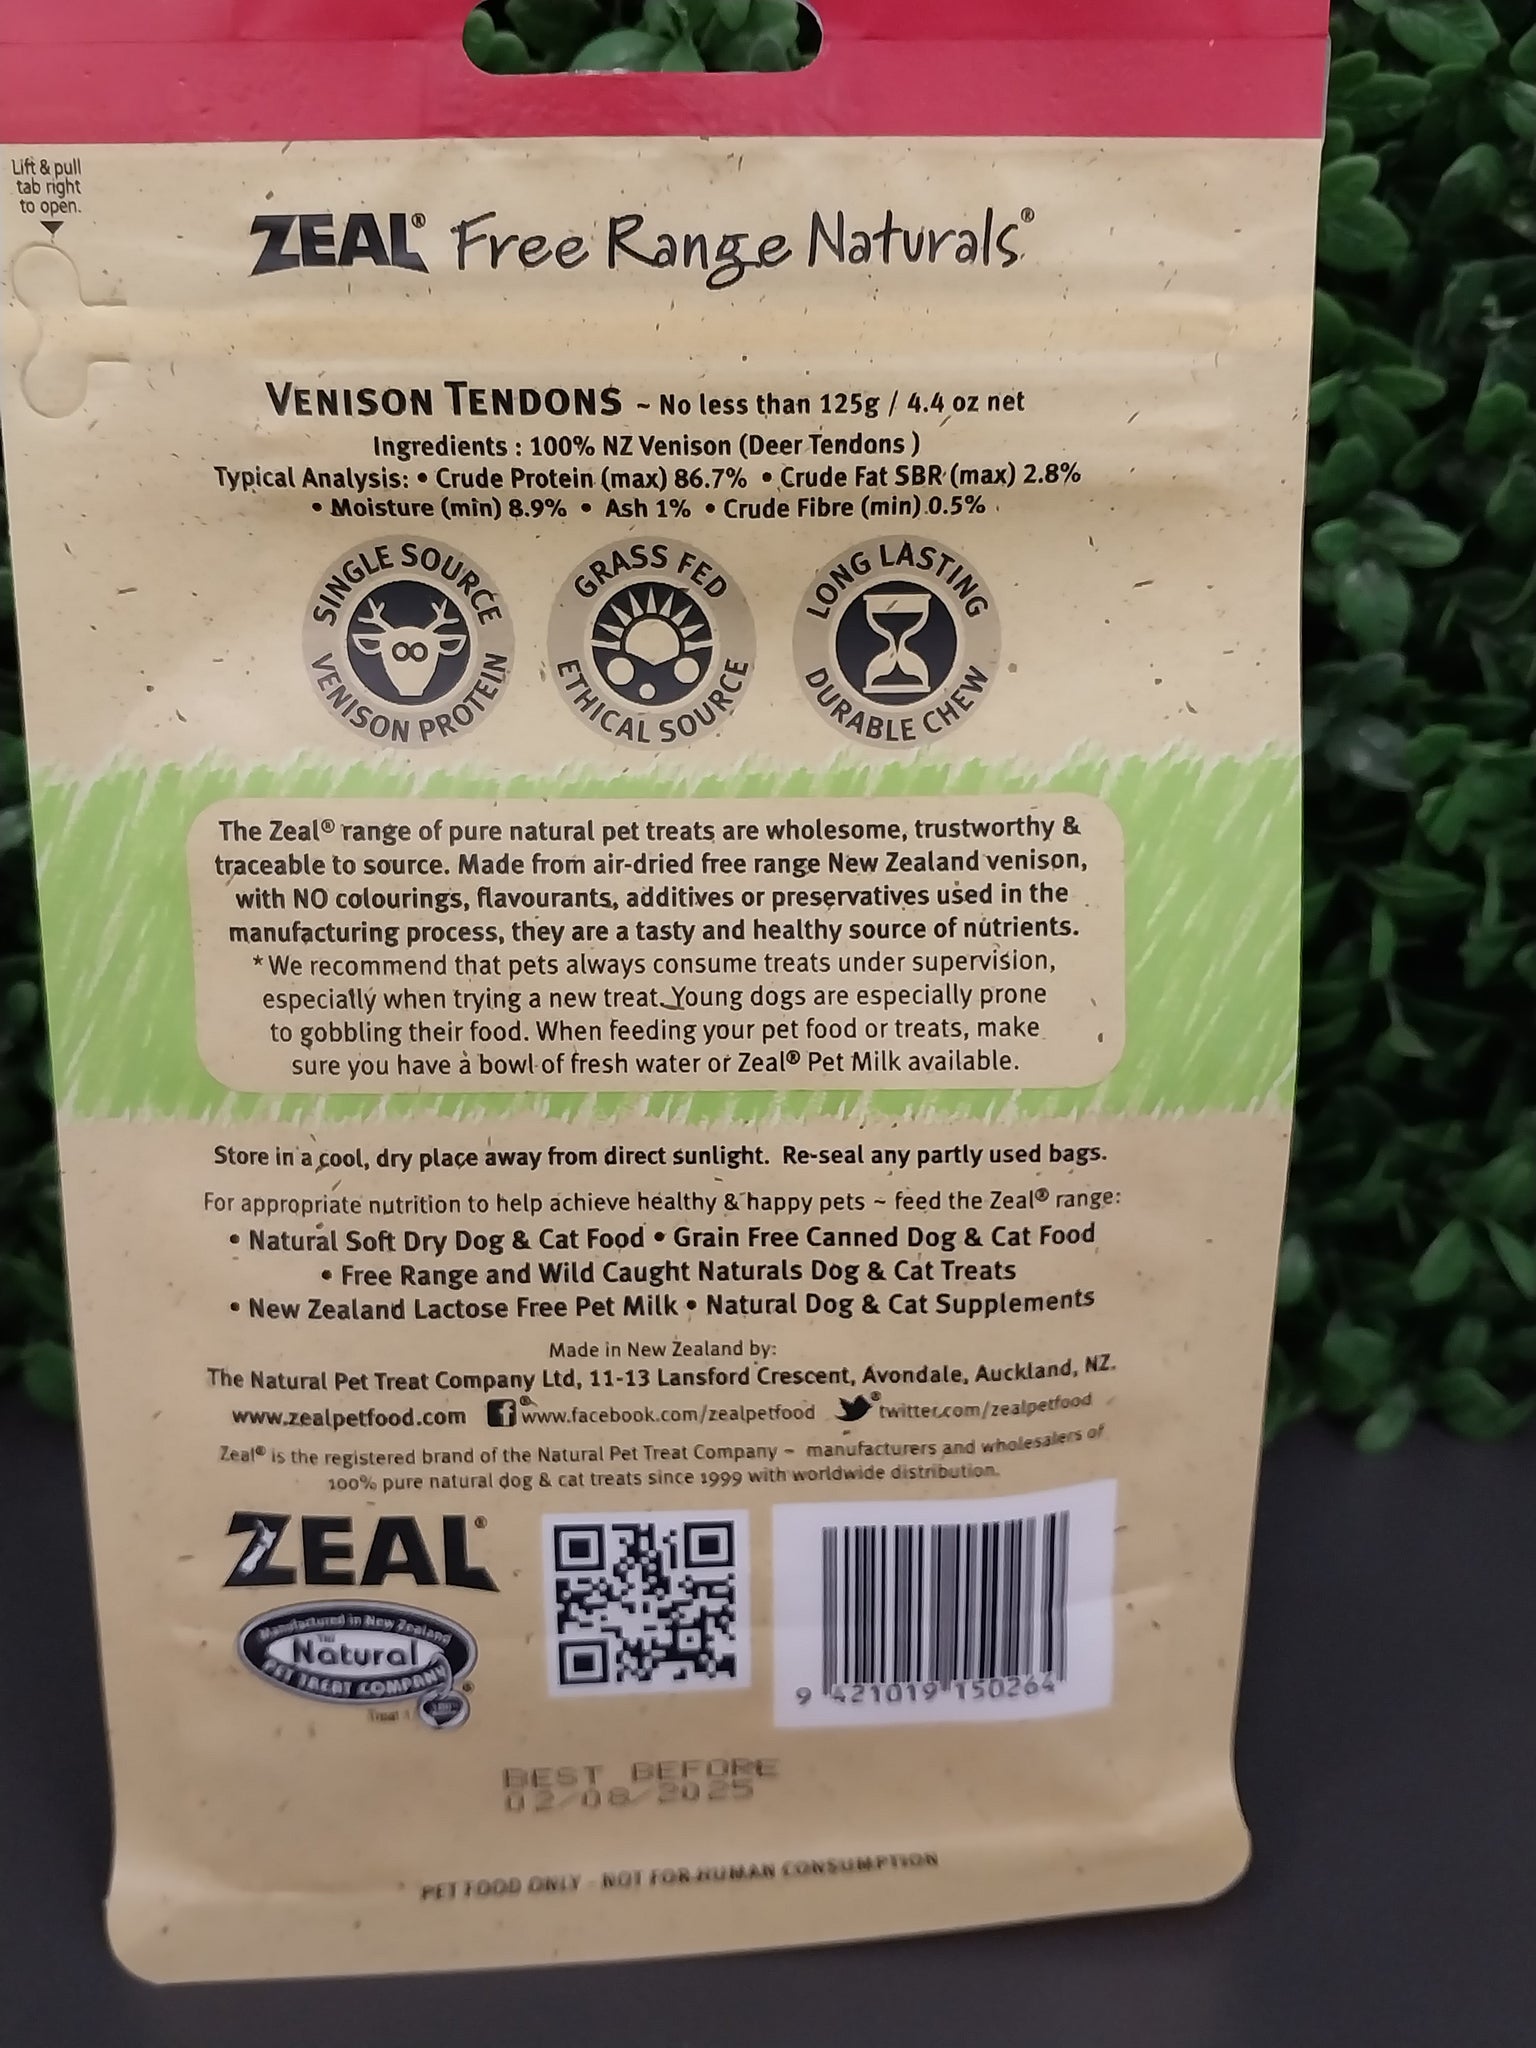 Lift & pull
tab right
to open.
ZEAL® Free Range Naturals®
VENISON TENDONS ~ No less than 125g / 4.4 oz net
Ingredients : 100% NZ Venison (Deer Tendons )
Typical Analysis: • Crude Protein (max) 86.7% • Crude Fat SBR (max) 2.8%
• Moisture (min) 8.9% • Ash 1% • Crude Fibre (min) 0.5%
SINGLE SOURCE
VENISON PROTEIN
GRASS FED
ETHICAL SOURCE
LONG LASTING
DURABLE CHEW
The Zeal® range of pure natural pet treats are wholesome, trustworthy &
traceable to source. Made from air-dried free range New Zealand venison,
with NO colourings, flavourants, additives or preservatives used in the
manufacturing process, they are a tasty and healthy source of nutrients.
* We recommend that pets always consume treats under supervision,
especially when trying a new treat. Young dogs are especially prone
to gobbling their food. When feeding your pet food or treats, make
sure you have a bowl of fresh water or Zeal® Pet Milk available.
Store in a cool, dry place away from direct sunlight. Re-seal any partly used bags.
For appropriate nutrition to help achieve healthy & happy pets ~ feed the Zeal® range:
• Natural Soft Dry Dog & Cat Food • Grain Free Canned Dog & Cat Food
• Free Range and Wild Caught Naturals Dog & Cat Treats
• New Zealand Lactose Free Pet Milk • Natural Dog & Cat Supplements
Made in New Zealand by:
The Natural Pet Treat Company Ltd, 11-13 Lansford Crescent, Avondale, Auckland, NZ.
www.zealpetfood.com f® www.facebook.com/zealpetfood ® twitter.com/zealpetfood
Zeal® is the registered brand of the Natural Pet Treat Company ~ manufacturers and wholesalers of
100% pure natural dog & cat treats since 1999 with worldwide distribution.
ZEAL®
Manufactured in New Zealand
THE
Natural
PET TREAT COMPANY®
Treat
9 421019 150264
BEST BEFORE
02/08/2025
PET FOOD ONLY - NOT FOR HUMAN CONSUMPTION